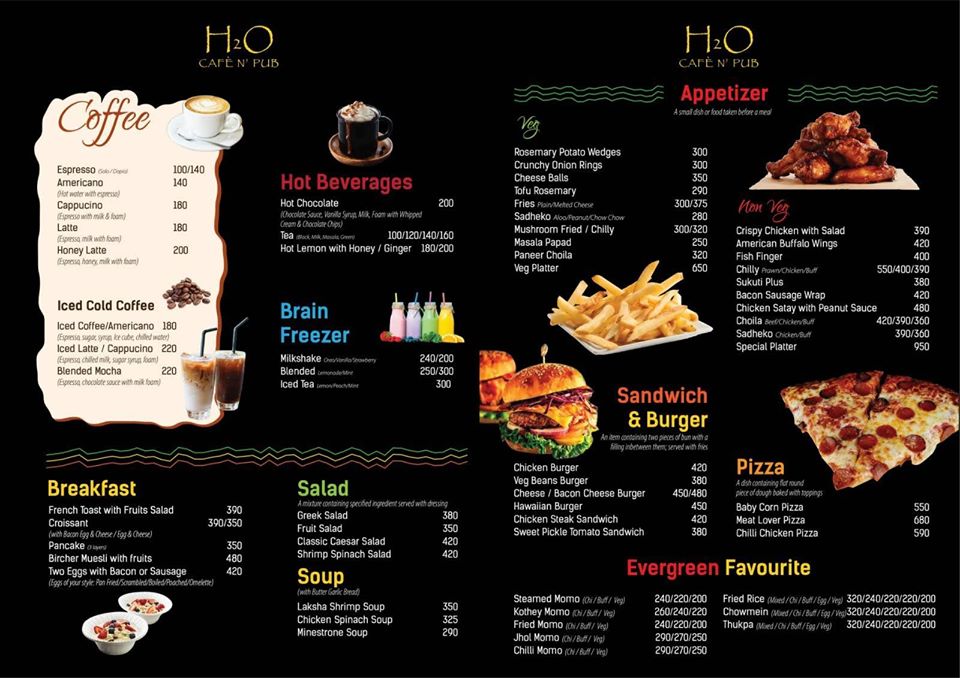 H2O
CAFÈ N' PUB
Coffee
Espresso (Solo / Dopio) 100/140
Americano 140
(Hot water with espresso)
Cappucino 180
(Espresso with milk & foam)
Latte 180
(Espresso, milk with foam)
Honey Latte 200
(Espresso, honey, milk with foam)
Iced Cold Coffee
Iced Coffee/Americano 180
(Espresso, sugar, syrup, ice cube, chilled water)
Iced Latte / Cappucino 220
(Espresso, chilled milk, sugar syrup, foam)
Blended Mocha 220
(Espresso, chocolate sauce with milk foam)
Hot Beverages
Hot Chocolate 200
(Chocolate Sauce, Vanilla Syrup, Milk, Foam with Whipped
Cream & Chocolate Chips)
Tea (Black, Milk, Masala, Green) 100/120/140/160
Hot Lemon with Honey / Ginger 180/200
Brain
Freezer
Milkshake Oreo/Vanilla/Strawberry 240/200
Blended Lemonade/Mint 250/300
Iced Tea Lemon/Peach/Mint 300
Breakfast
French Toast with Fruits Salad 390
Croissant 390/350
(with Bacon Egg & Cheese / Egg & Cheese)
Pancake (3 layers) 350
Bircher Muesli with fruits 480
Two Eggs with Bacon or Sausage 420
(Eggs of your style: Pan Fried/Scrambled/Boiled/Poached/Omelette)
Salad
A mixture containing specified ingredient served with dressing
Greek Salad 380
Fruit Salad 350
Classic Caesar Salad 420
Shrimp Spinach Salad 420
Soup
(with Butter Garlic Bread)
Laksha Shrimp Soup 350
Chicken Spinach Soup 325
Minestrone Soup 290
H2O
CAFÈ N' PUB
Appetizer
A small dish or food taken before a meal
Veg
Rosemary Potato Wedges 300
Crunchy Onion Rings 300
Cheese Balls 350
Tofu Rosemary 290
Fries Plain/Melted Cheese 300/375
Sadheko Aloo/Peanut/Chow Chow 280
Mushroom Fried / Chilly 300/320
Masala Papad 250
Paneer Choila 320
Veg Platter 650
Non Veg
Crispy Chicken with Salad 390
American Buffalo Wings 420
Fish Finger 400
Chilly Prawn/Chicken/Buff 550/400/390
Sukuti Plus 380
Bacon Sausage Wrap 420
Chicken Satay with Peanut Sauce 480
Choila Beef/Chicken/Buff 420/390/360
Sadheko Chicken/Buff 390/360
Special Platter 950
Sandwich
& Burger
An item containing two pieces of bun with a
filling inbetween them; served with fries
Chicken Burger 420
Veg Beans Burger 380
Cheese / Bacon Cheese Burger 450/480
Hawaiian Burger 450
Chicken Steak Sandwich 420
Sweet Pickle Tomato Sandwich 380
Pizza
A dish containing flat round
piece of dough baked with toppings
Baby Corn Pizza 550
Meat Lover Pizza 680
Chilli Chicken Pizza 590
Evergreen Favourite
Steamed Momo (Chi / Buff / Veg) 240/220/200
Kothey Momo (Chi / Buff / Veg) 260/240/220
Fried Momo (Chi / Buff / Veg) 240/220/200
Jhol Momo (Chi / Buff / Veg) 290/270/250
Chilli Momo (Chi / Buff / Veg) 290/270/250
Fried Rice (Mixed / Chi / Buff / Egg / Veg) 320/240/220/220/200
Chowmein (Mixed / Chi / Buff / Egg / Veg) 320/240/220/220/200
Thukpa (Mixed / Chi / Buff / Egg / Veg) 320/240/220/220/200